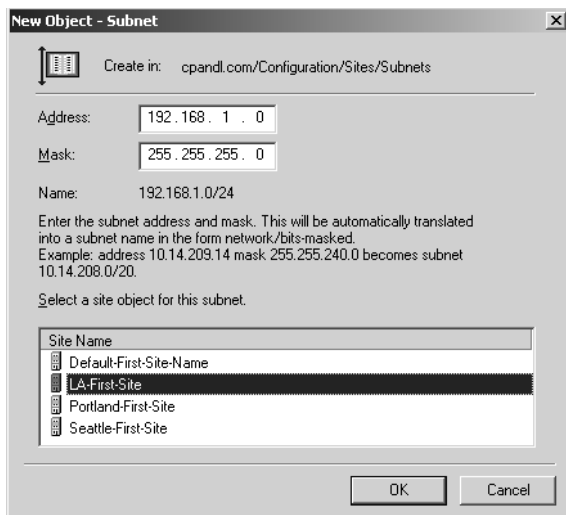 New Object - Subnet
Create in: cpandl.com/Configuration/Sites/Subnets
Address: 192.168. 1 . 0
Mask: 255.255.255. 0
Name: 192.168.1.0/24
Enter the subnet address and mask. This will be automatically translated
into a subnet name in the form network/bits-masked.
Example: address 10.14.209.14 mask 255.255.240.0 becomes subnet
10.14.208.0/20.
Select a site object for this subnet.
Site Name
Default-First-Site-Name
LA-First-Site
Portland-First-Site
Seattle-First-Site
OK Cancel